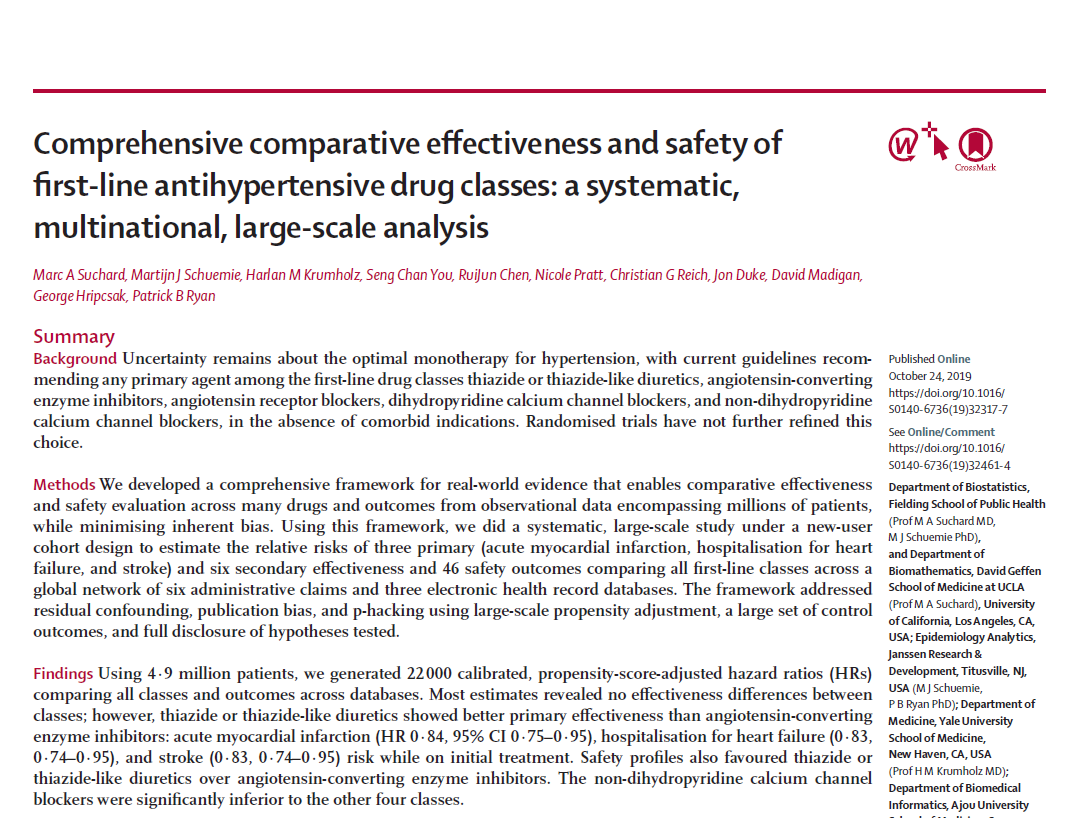 Comprehensive comparative effectiveness and safety of
first-line antihypertensive drug classes: a systematic,
multinational, large-scale analysis
W
CrossMark
Marc A Suchard, Martijn J Schuemie, Harlan M Krumholz, Seng Chan You, RuiJun Chen, Nicole Pratt, Christian G Reich, Jon Duke, David Madigan,
George Hripcsak, Patrick B Ryan
Summary
Background Uncertainty remains about the optimal monotherapy for hypertension, with current guidelines recom-
mending any primary agent among the first-line drug classes thiazide or thiazide-like diuretics, angiotensin-converting
enzyme inhibitors, angiotensin receptor blockers, dihydropyridine calcium channel blockers, and non-dihydropyridine
calcium channel blockers, in the absence of comorbid indications. Randomised trials have not further refined this
choice.
Methods We developed a comprehensive framework for real-world evidence that enables comparative effectiveness
and safety evaluation across many drugs and outcomes from observational data encompassing millions of patients,
while minimising inherent bias. Using this framework, we did a systematic, large-scale study under a new-user
cohort design to estimate the relative risks of three primary (acute myocardial infarction, hospitalisation for heart
failure, and stroke) and six secondary effectiveness and 46 safety outcomes comparing all first-line classes across a
global network of six administrative claims and three electronic health record databases. The framework addressed
residual confounding, publication bias, and p-hacking using large-scale propensity adjustment, a large set of control
outcomes, and full disclosure of hypotheses tested.
Findings Using 4·9 million patients, we generated 22 000 calibrated, propensity-score-adjusted hazard ratios (HRs)
comparing all classes and outcomes across databases. Most estimates revealed no effectiveness differences between
classes; however, thiazide or thiazide-like diuretics showed better primary effectiveness than angiotensin-converting
enzyme inhibitors: acute myocardial infarction (HR 0·84, 95% CI 0·75–0·95), hospitalisation for heart failure (0·83,
0·74–0·95), and stroke (0·83, 0·74–0·95) risk while on initial treatment. Safety profiles also favoured thiazide or
thiazide-like diuretics over angiotensin-converting enzyme inhibitors. The non-dihydropyridine calcium channel
blockers were significantly inferior to the other four classes.
Published Online
October 24, 2019
https://doi.org/10.1016/
S0140-6736(19)32317-7
See Online/Comment
https://doi.org/10.1016/
S0140-6736(19)32461-4
Department of Biostatistics,
Fielding School of Public Health
(Prof M A Suchard MD,
M J Schuemie PhD),
and Department of
Biomathematics, David Geffen
School of Medicine at UCLA
(Prof M A Suchard), University
of California, Los Angeles, CA,
USA; Epidemiology Analytics,
Janssen Research &
Development, Titusville, NJ,
USA (M J Schuemie,
P B Ryan PhD); Department of
Medicine, Yale University
School of Medicine,
New Haven, CA, USA
(Prof H M Krumholz MD);
Department of Biomedical
Informatics, Ajou University